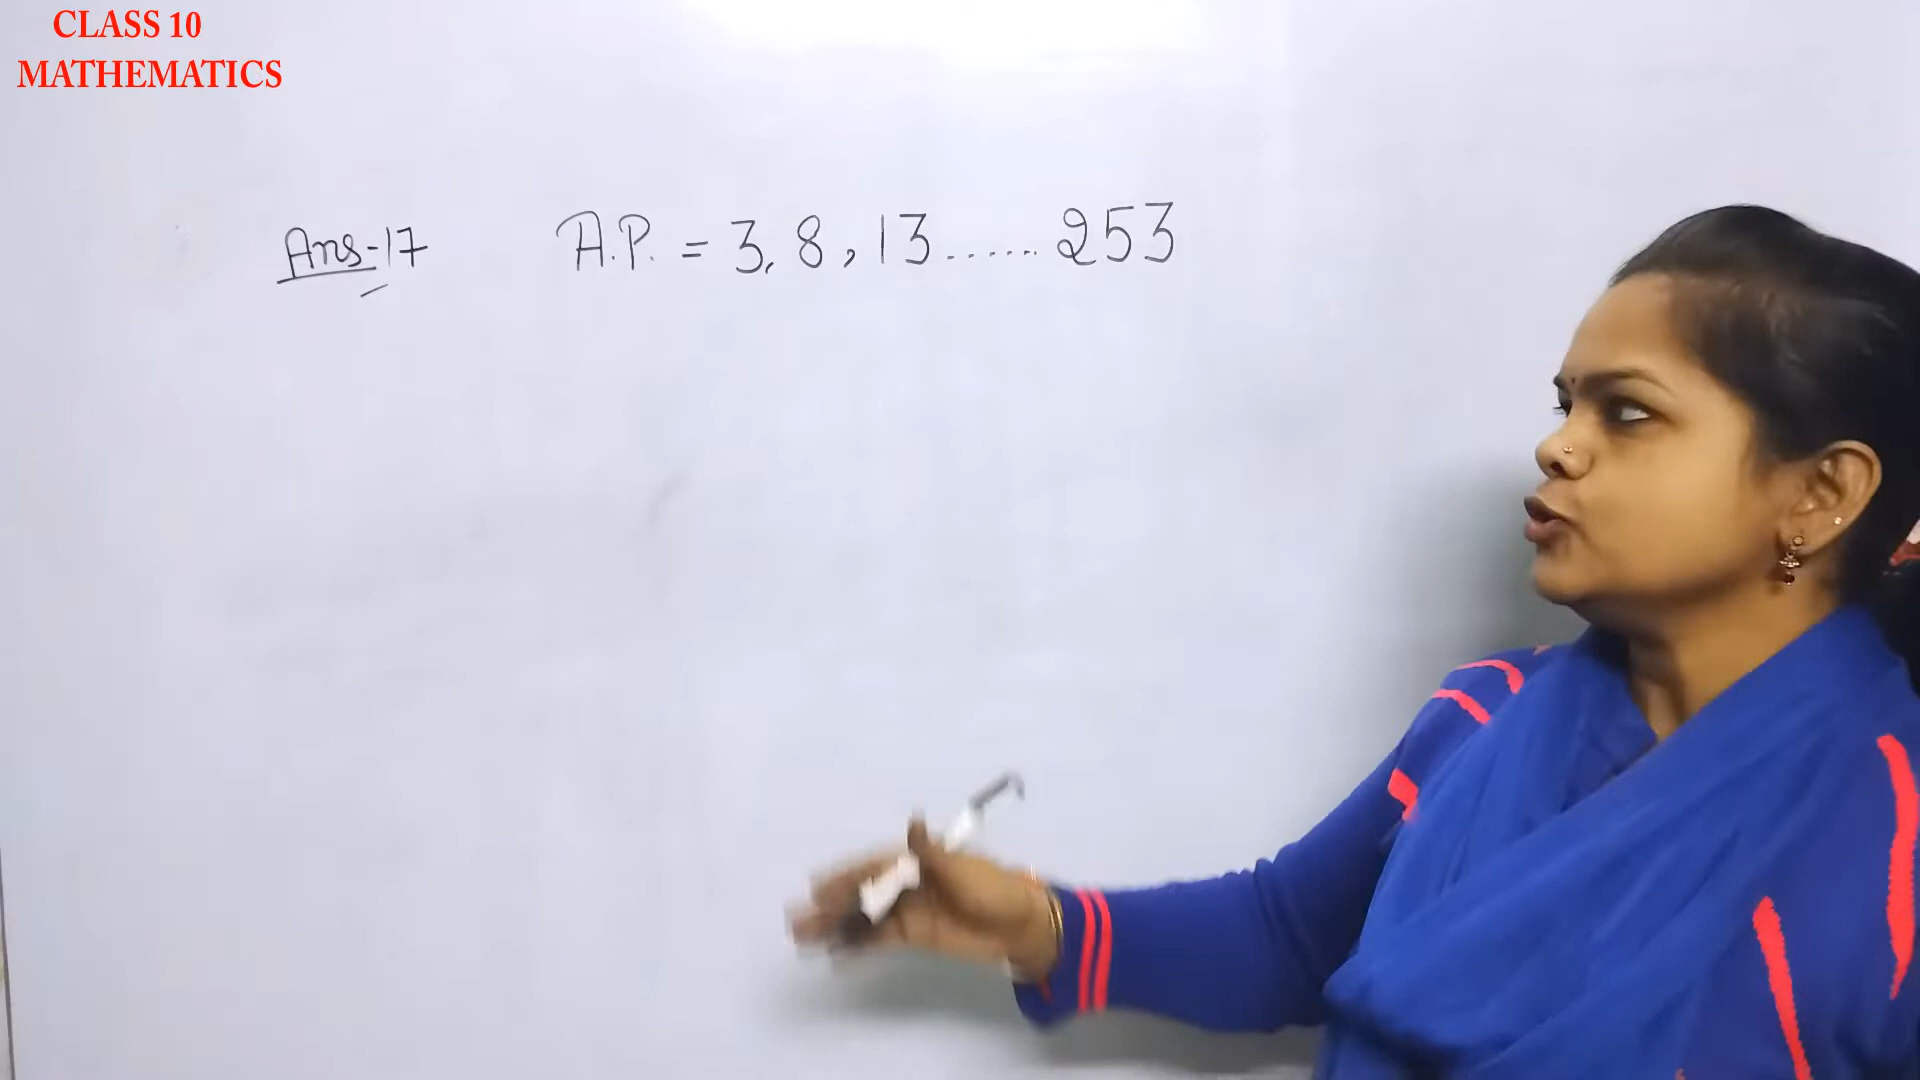 CLASS 10
MATHEMATICS
Ans-17 A.P. = 3, 8, 13 ...... 253